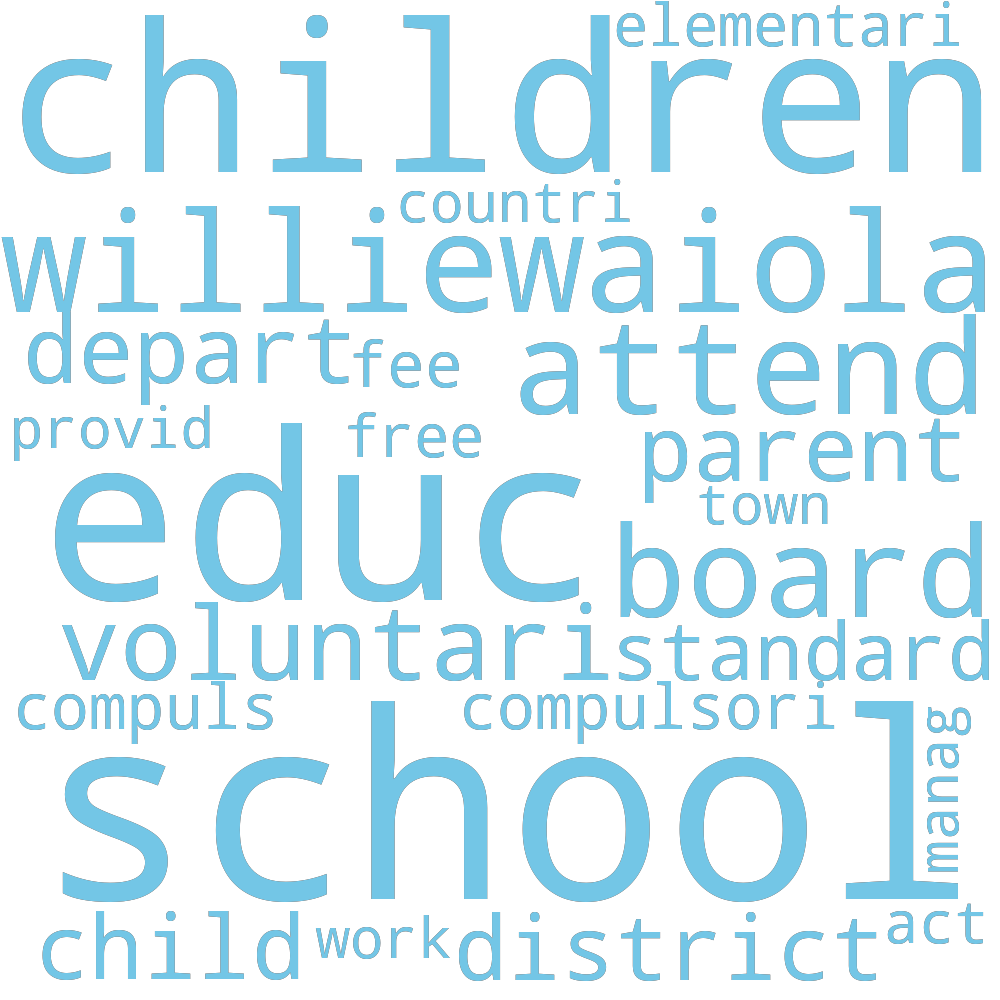 elementari
children
countri
williewaiola
depart
fee
attend
provid
free
parent
educ
town
board
voluntari
standard
compuls
compulsori
school
manag
child
work
district
act